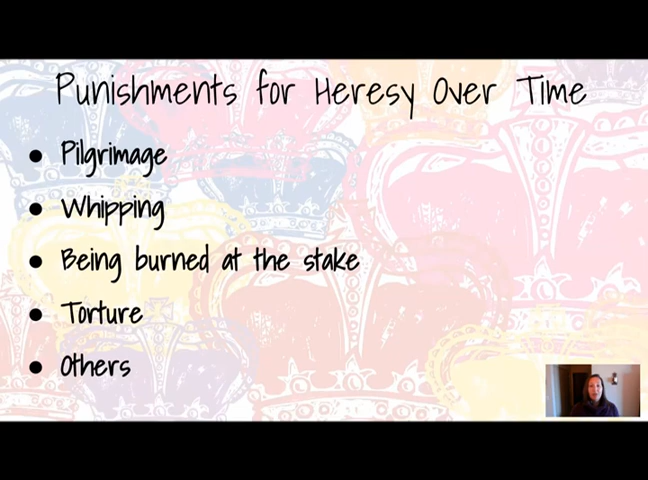 Punishments for Heresy Over Time
● Pilgrimage
● Whipping
● Being burned at the stake
● Torture
● Others